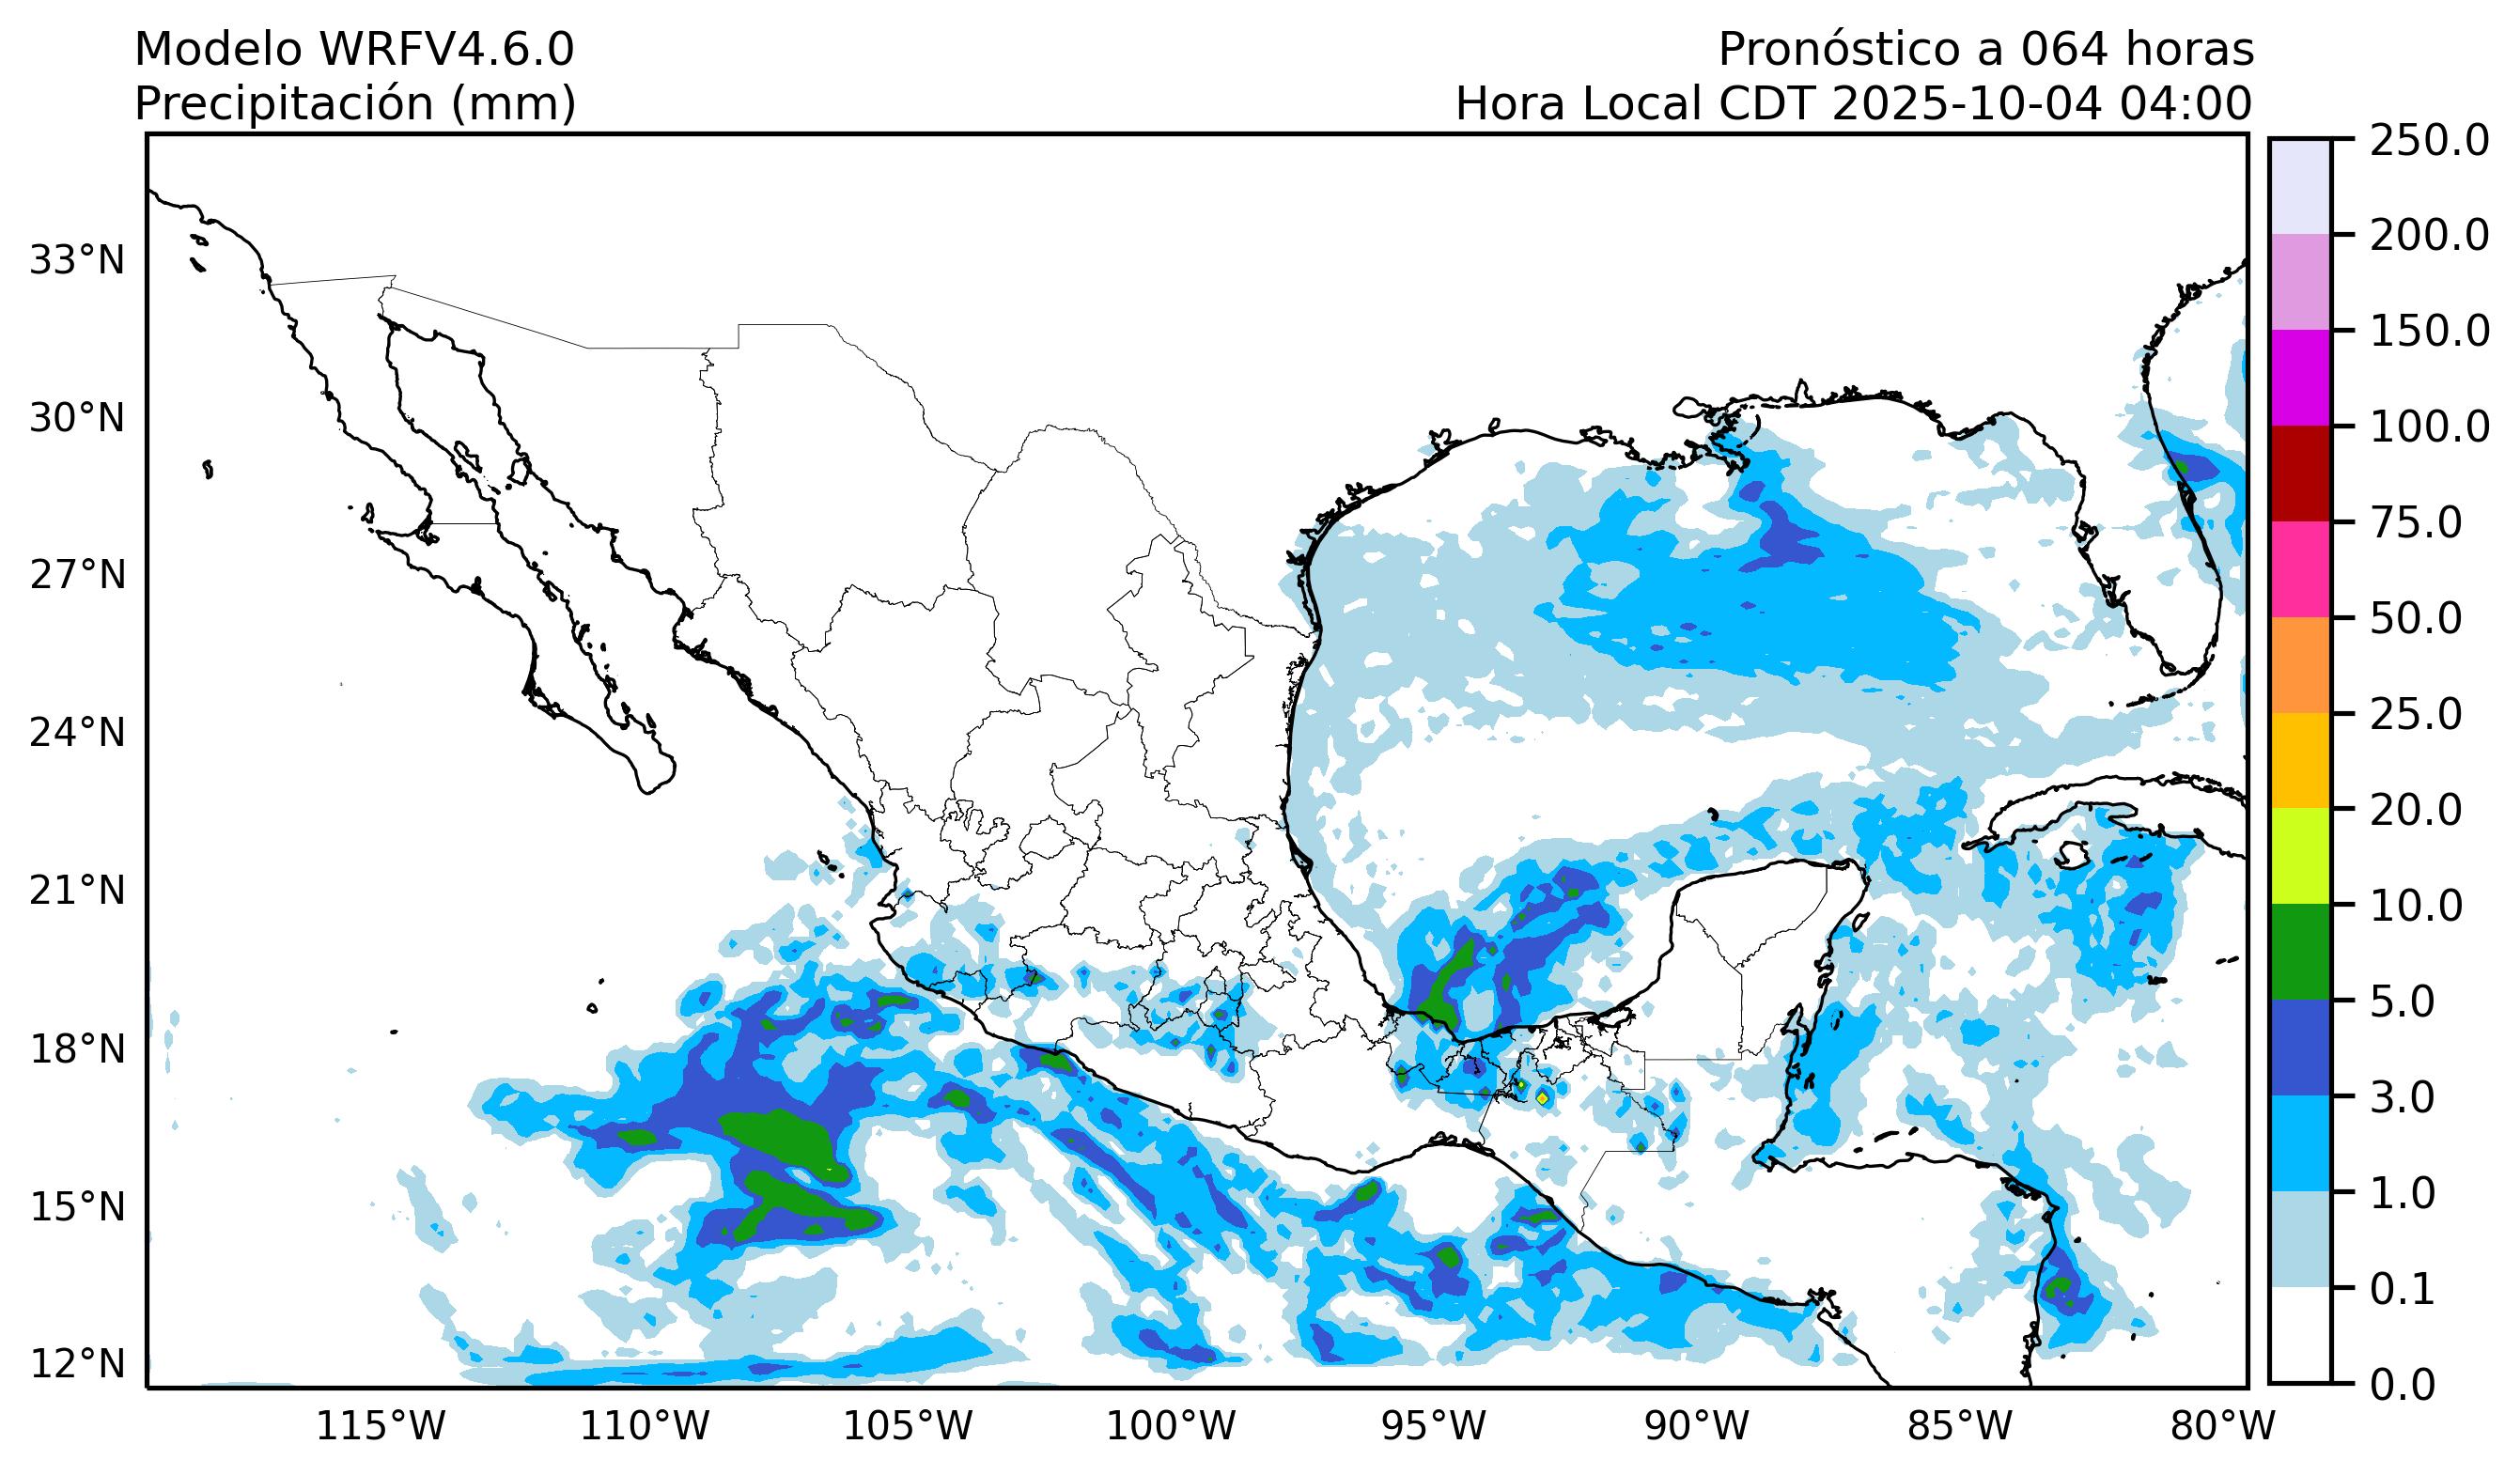 Modelo WRFV4.6.0
Precipitación (mm)
Pronóstico a 064 horas
Hora Local CDT 2025-10-04 04:00
33°N
30°N
27°N
24°N
21°N
18°N
15°N
12°N
115°W
110°W
105°W
100°W
95°W
90°W
85°W
80°W
250.0
200.0
150.0
100.0
75.0
50.0
25.0
20.0
10.0
5.0
3.0
1.0
0.1
0.0